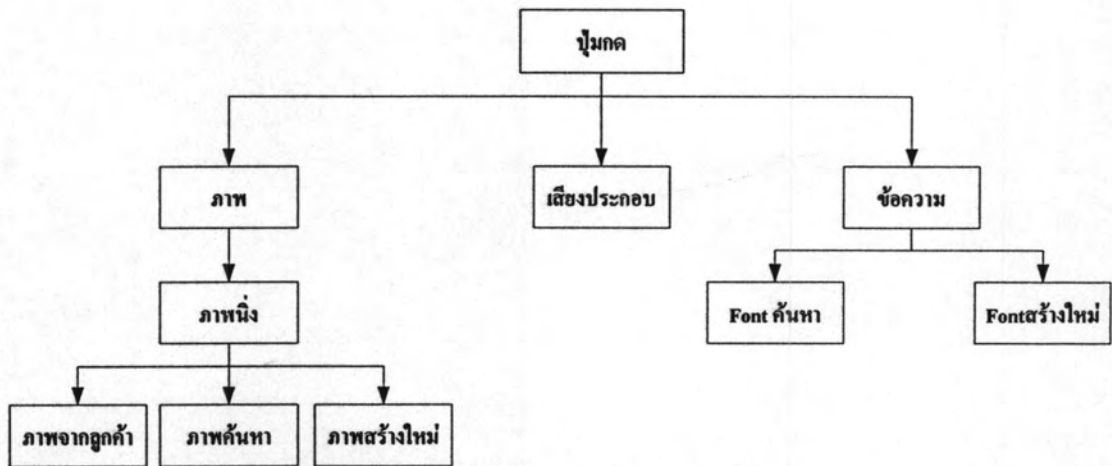 ปุ่มกด
ภาพ
เสียงประกอบ
ข้อความ
ภาพนิ่ง
Font ค้นหา
Fontสร้างใหม่
ภาพจากลูกค้า
ภาพค้นหา
ภาพสร้างใหม่